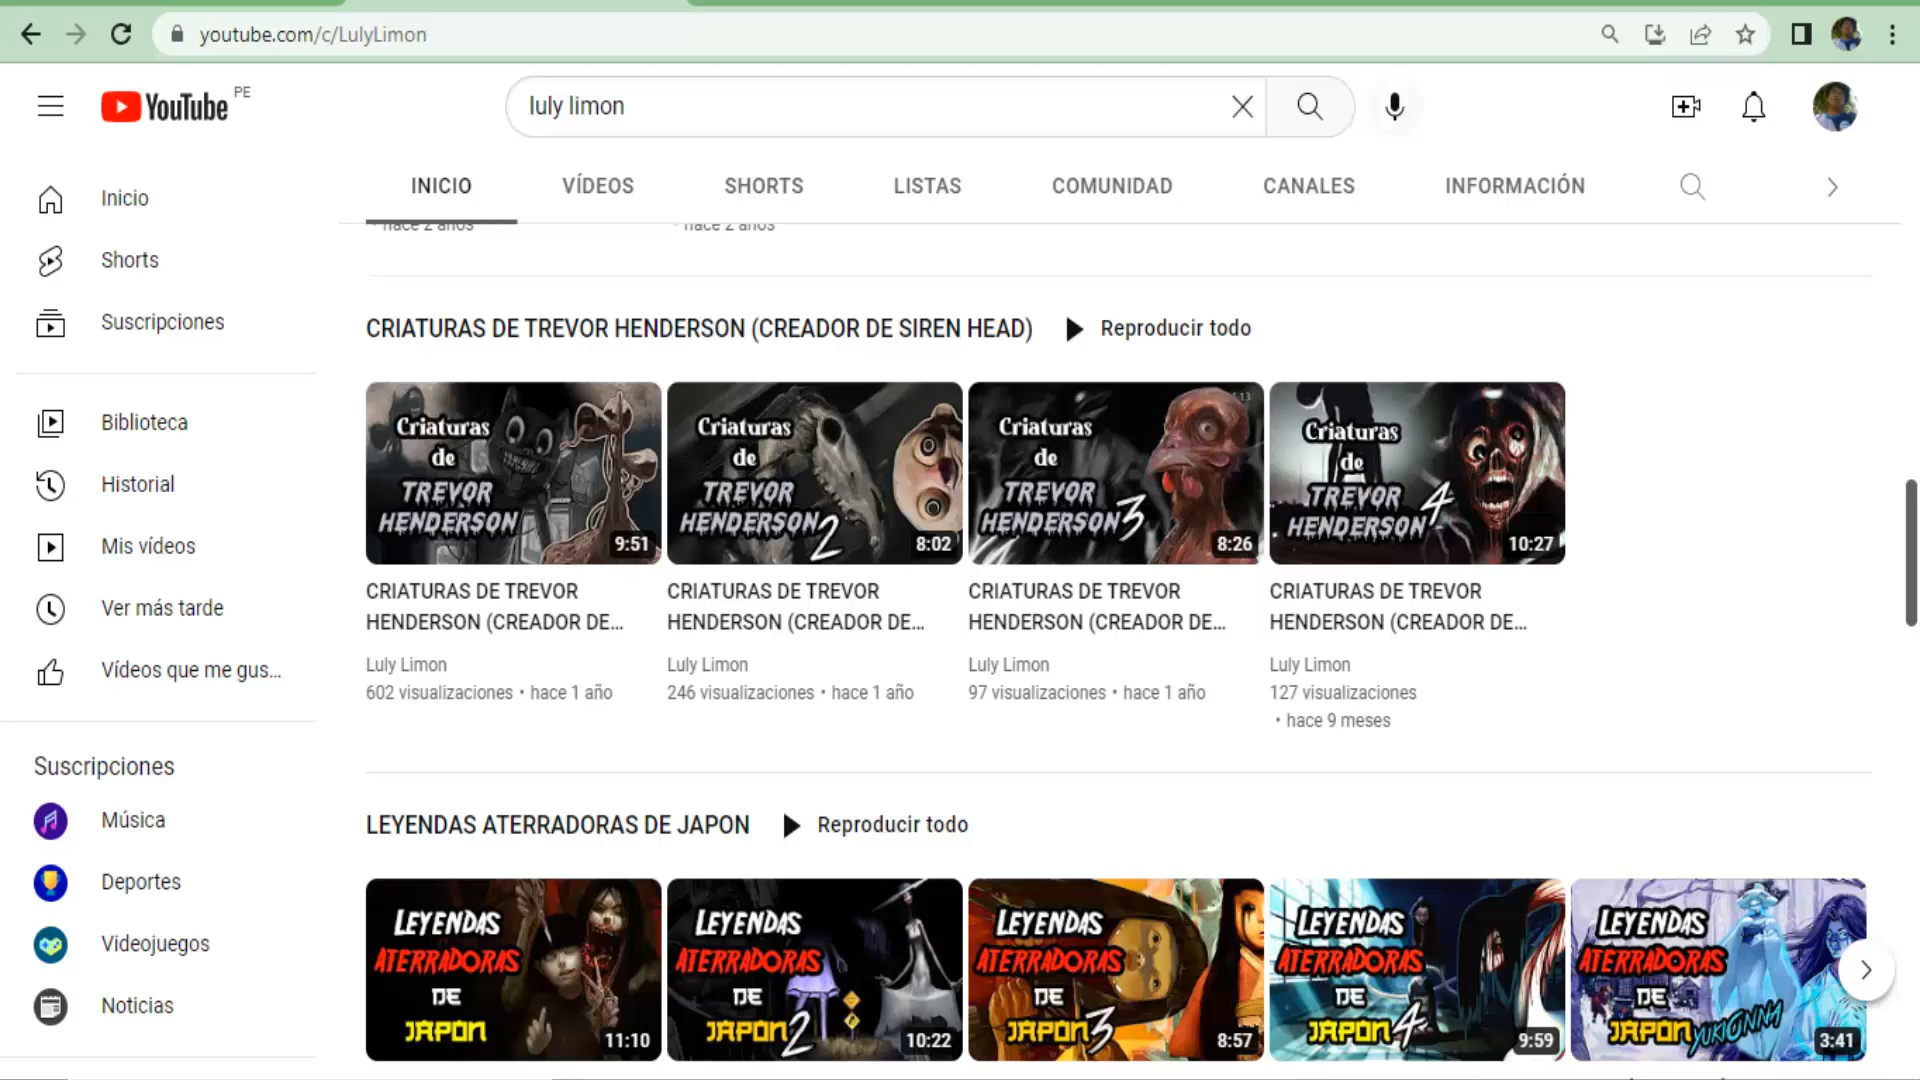 youtube.com/c/LulyLimon
YouTube PE
luly limon
INICIO VÍDEOS SHORTS LISTAS COMUNIDAD CANALES INFORMACIÓN
Inicio
Shorts
Suscripciones
Biblioteca
Historial
Mis vídeos
Ver más tarde
Vídeos que me gus...
Suscripciones
Música
Deportes
Videojuegos
Noticias
hace 2 años hace 2 años
CRIATURAS DE TREVOR HENDERSON (CREADOR DE SIREN HEAD) Reproducir todo
Criaturas
de
TREVOR
HENDERSON
9:51
CRIATURAS DE TREVOR
HENDERSON (CREADOR DE...
Luly Limon
602 visualizaciones • hace 1 año
Criaturas
de
TREVOR
HENDERSON 2
8:02
CRIATURAS DE TREVOR
HENDERSON (CREADOR DE...
Luly Limon
246 visualizaciones • hace 1 año
Criaturas
de
TREVOR
HENDERSON 3
8:26
CRIATURAS DE TREVOR
HENDERSON (CREADOR DE...
Luly Limon
97 visualizaciones • hace 1 año
Criaturas
de
TREVOR
HENDERSON 4
10:27
CRIATURAS DE TREVOR
HENDERSON (CREADOR DE...
Luly Limon
127 visualizaciones
• hace 9 meses
LEYENDAS ATERRADORAS DE JAPON Reproducir todo
LEYENDAS
ATERRADORAS
DE
JAPON
11:10
LEYENDAS
ATERRADORAS
DE
JAPON 2
10:22
LEYENDAS
ATERRADORAS
DE
JAPON 3
8:57
LEYENDAS
ATERRADORAS
DE
JAPON 4
9:59
LEYENDAS
ATERRADORAS
DE
JAPON YUKIONNA
3:41